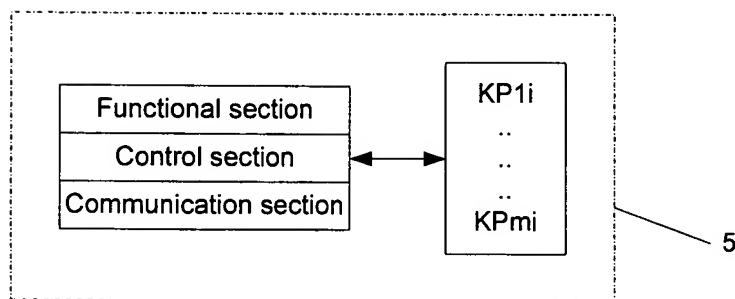 Functional section
Control section
Communication section
KP1i
..
..
..
KPmi
5